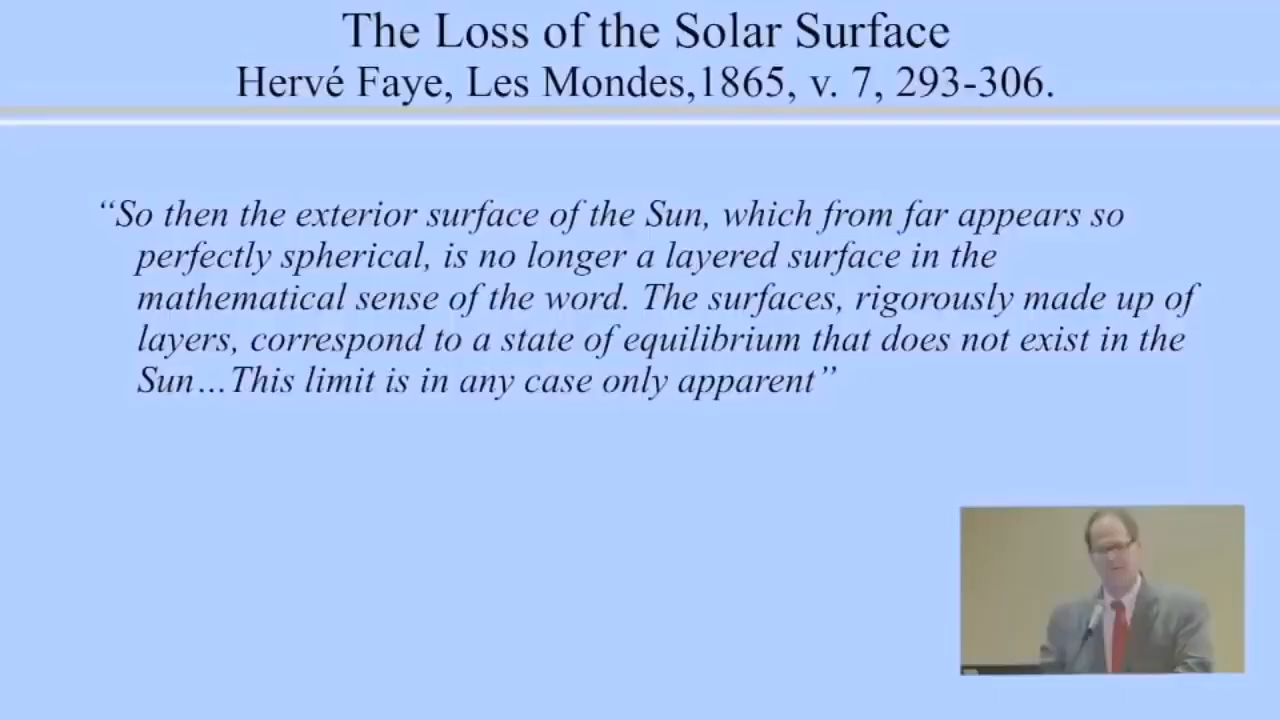 The Loss of the Solar Surface
Hervé Faye, Les Mondes,1865, v. 7, 293-306.
“So then the exterior surface of the Sun, which from far appears so
perfectly spherical, is no longer a layered surface in the
mathematical sense of the word. The surfaces, rigorously made up of
layers, correspond to a state of equilibrium that does not exist in the
Sun…This limit is in any case only apparent”